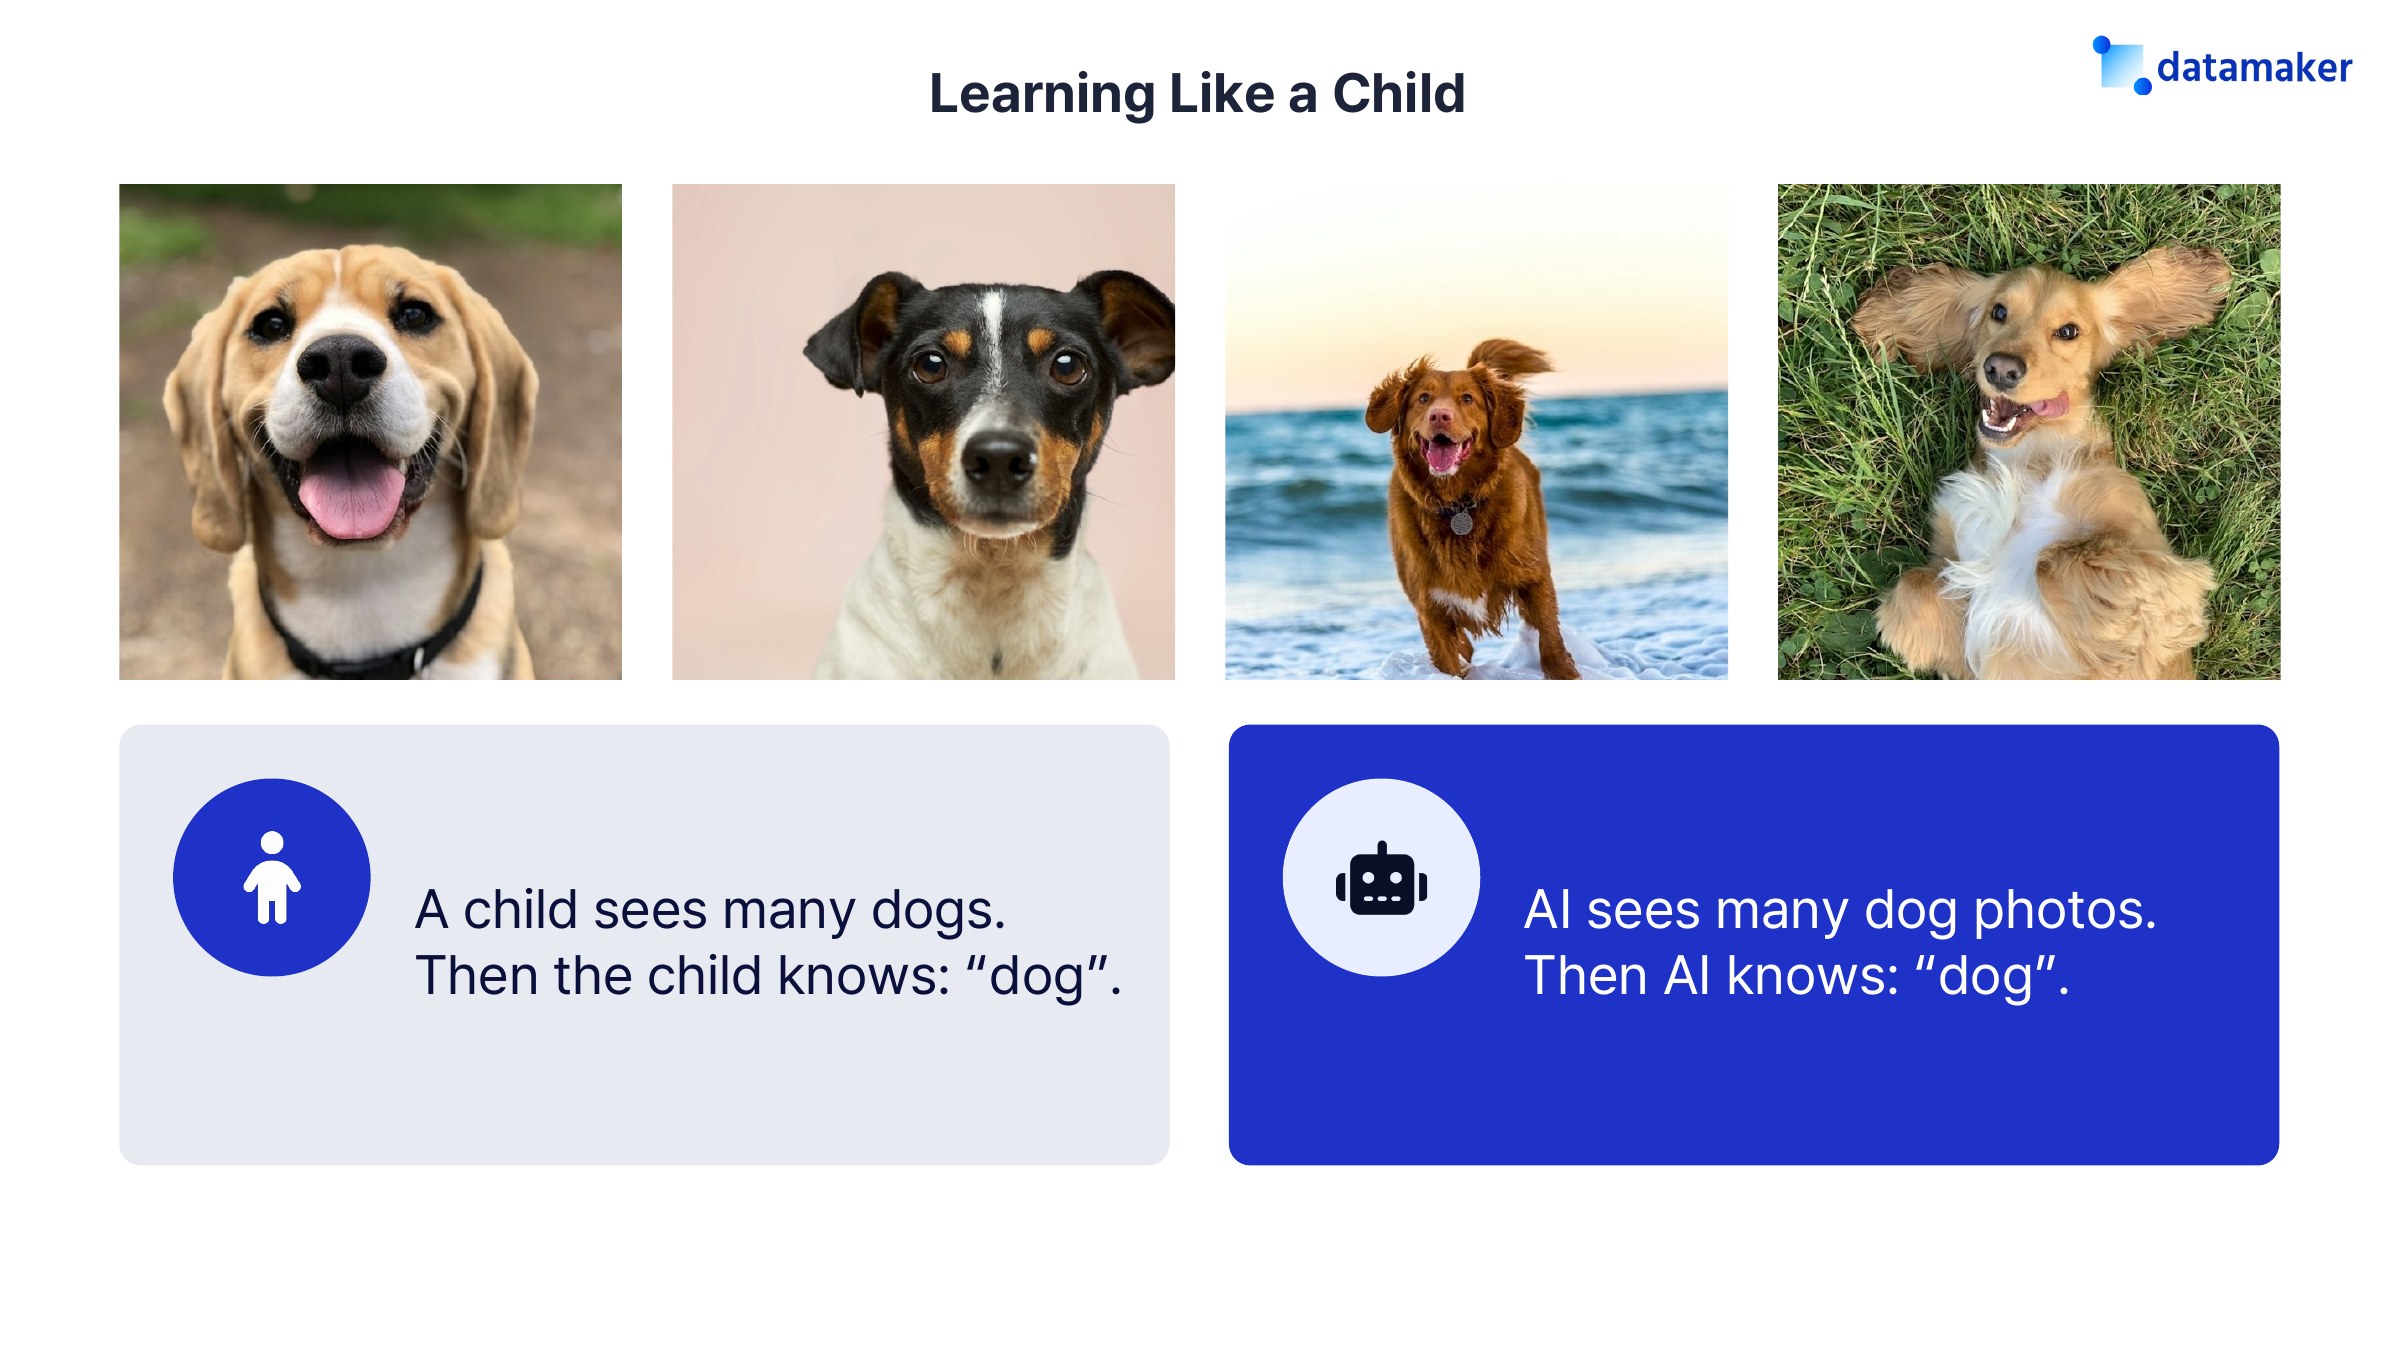 datamaker
Learning Like a Child
A child sees many dogs.
Then the child knows: “dog”.
AI sees many dog photos.
Then AI knows: “dog”.